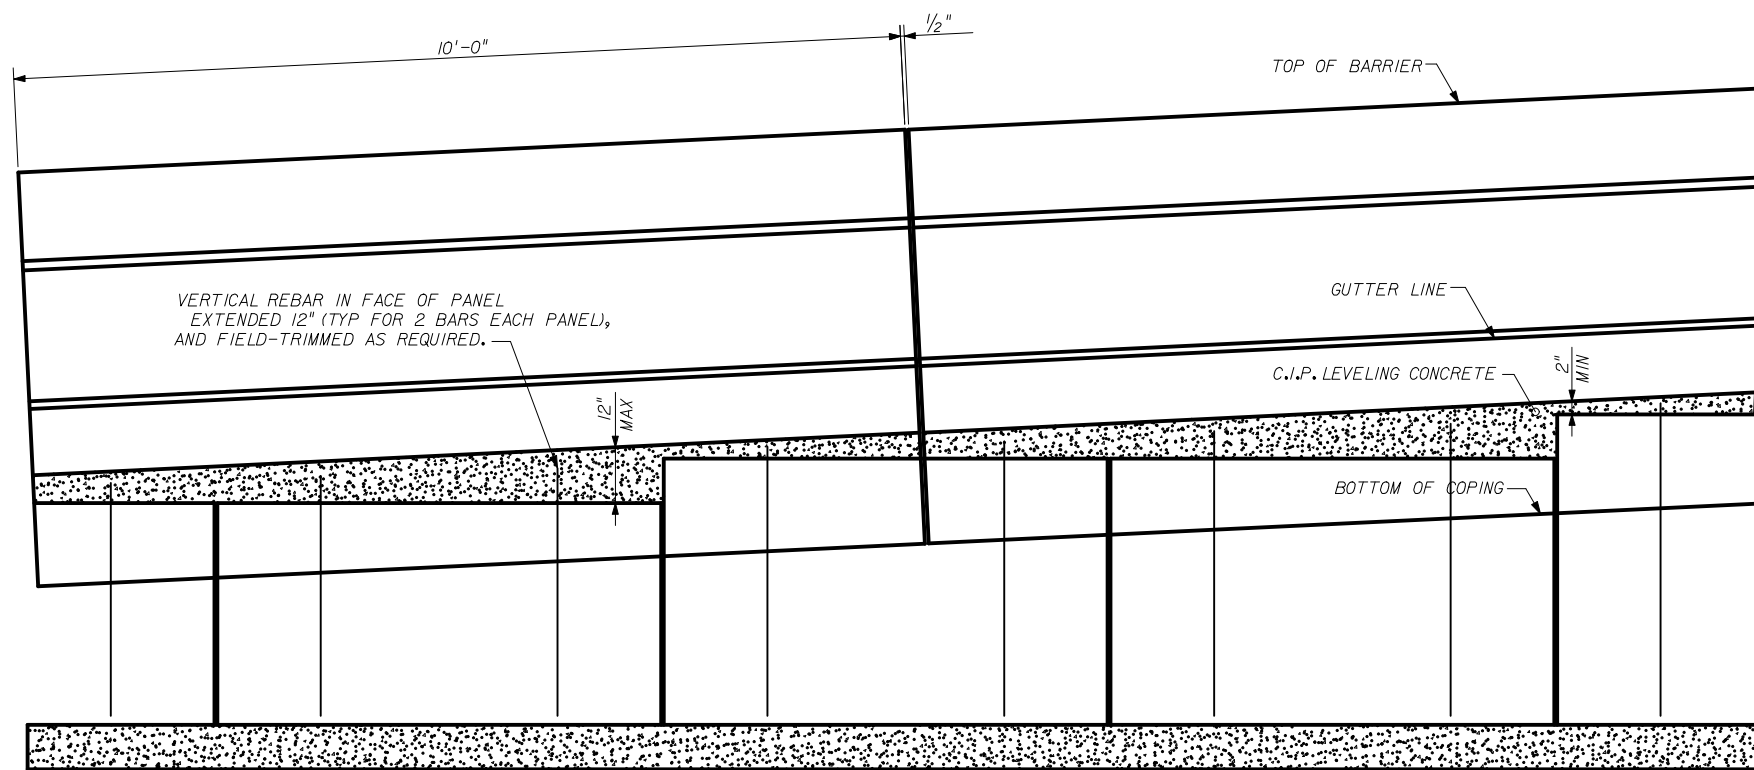 10'-0"
1/2"
TOP OF BARRIER
VERTICAL REBAR IN FACE OF PANEL
EXTENDED 12" (TYP FOR 2 BARS EACH PANEL),
AND FIELD-TRIMMED AS REQUIRED.
GUTTER LINE
C.I.P. LEVELING CONCRETE
2"
MIN
12"
MAX
BOTTOM OF COPING